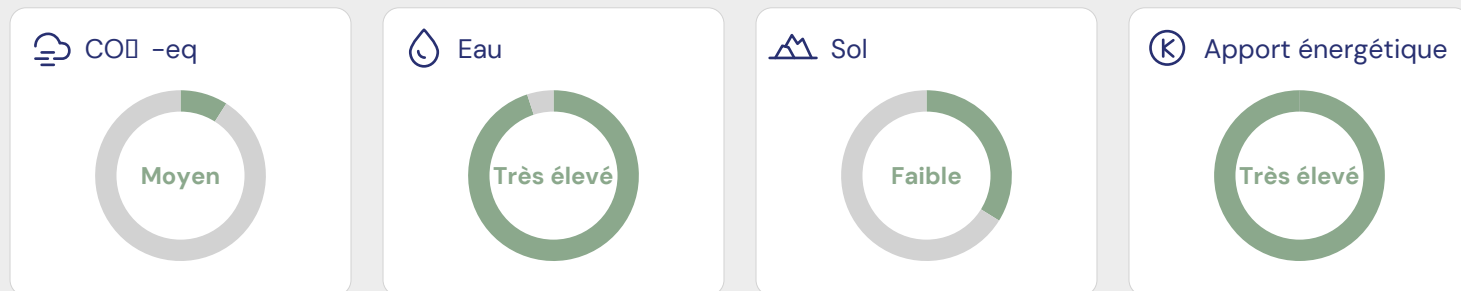 CO▯ -eq
Moyen
Eau
Très élevé
Sol
Faible
Apport énergétique
Très élevé